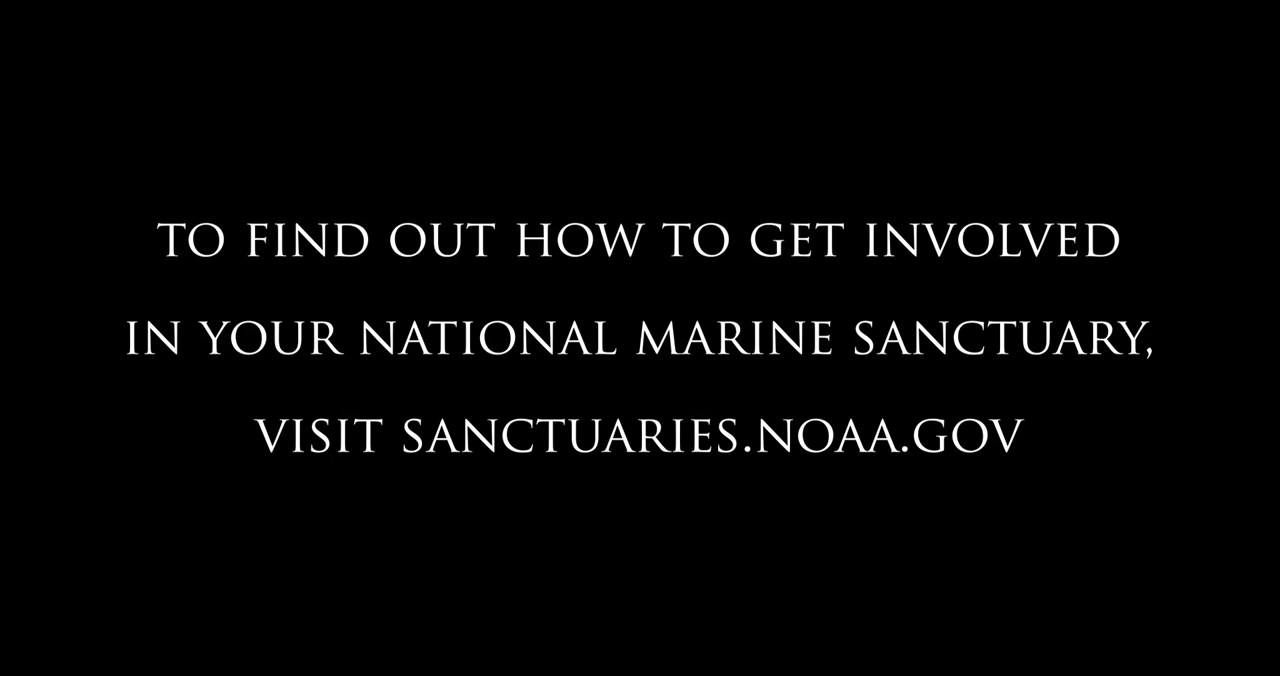 TO FIND OUT HOW TO GET INVOLVED
IN YOUR NATIONAL MARINE SANCTUARY,
VISIT SANCTUARIES.NOAA.GOV